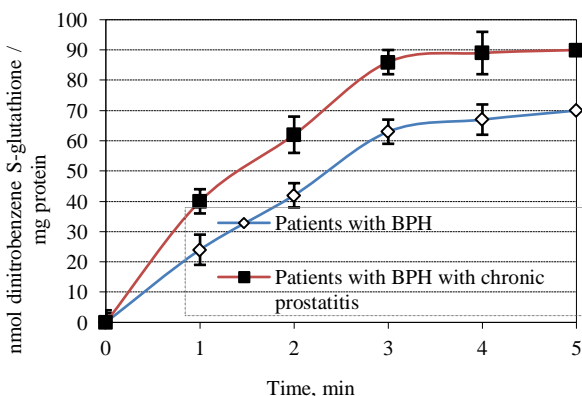 nmol dinitrobenzene S-glutathione /
mg protein
100
90
80
70
60
50
40
30
20
10
0
Patients with BPH
Patients with BPH with chronic
prostatitis
0 1 2 3 4 5
Time, min